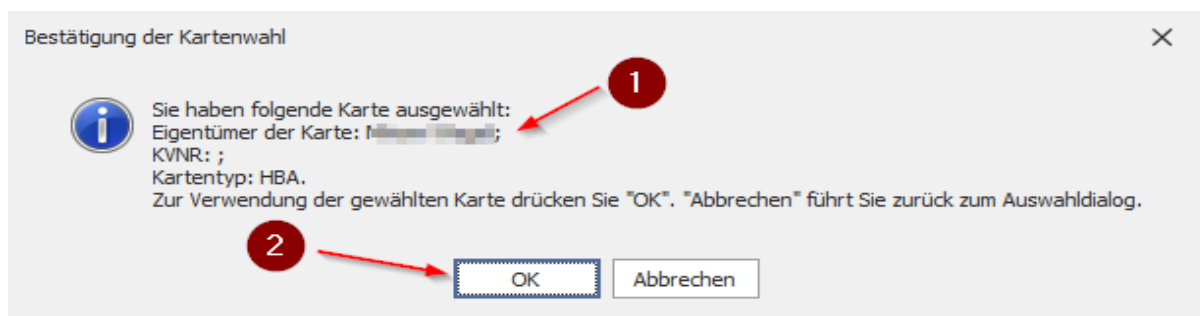 Bestätigung der Kartenwahl
1
Sie haben folgende Karte ausgewählt:
Eigentümer der Karte: ;
KVNR: ;
Kartentyp: HBA.
Zur Verwendung der gewählten Karte drücken Sie "OK". "Abbrechen" führt Sie zurück zum Auswahldialog.
2
OK Abbrechen